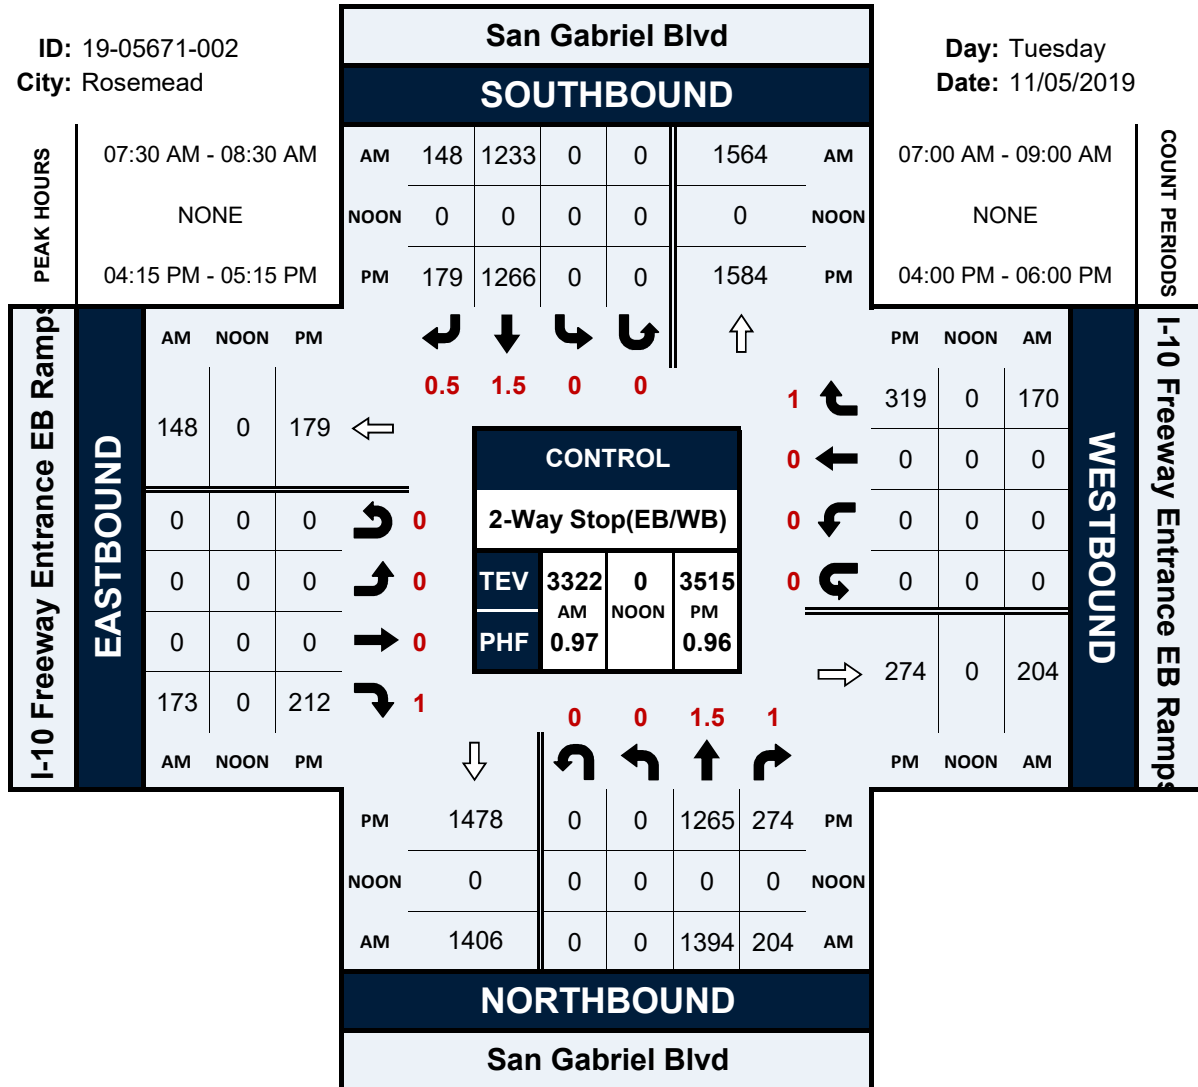 ID: 19-05671-002
City: Rosemead
San Gabriel Blvd
SOUTHBOUND
Day: Tuesday
Date: 11/05/2019
PEAK HOURS
07:30 AM - 08:30 AM
NONE
04:15 PM - 05:15 PM
AM 148 1233 0 0 1564 AM
NOON 0 0 0 0 0 NOON
PM 179 1266 0 0 1584 PM
07:00 AM - 09:00 AM
NONE
04:00 PM - 06:00 PM
COUNT PERIODS
0.5 1.5 0 0
I-10 Freeway Entrance EB Ramps
EASTBOUND
AM NOON PM
148 0 179
0 0 0 0
0 0 0 0
0 0 0 0
173 0 212 1
AM NOON PM
CONTROL
2-Way Stop(EB/WB)
TEV 3322 0 3515
AM NOON PM
PHF 0.97 0.96
PM NOON AM
1 319 0 170
0 0 0 0
0 0 0 0
0 0 0 0
274 0 204
PM NOON AM
WESTBOUND
I-10 Freeway Entrance EB Ramps
0 0 1.5 1
PM 1478 0 0 1265 274 PM
NOON 0 0 0 0 0 NOON
AM 1406 0 0 1394 204 AM
NORTHBOUND
San Gabriel Blvd